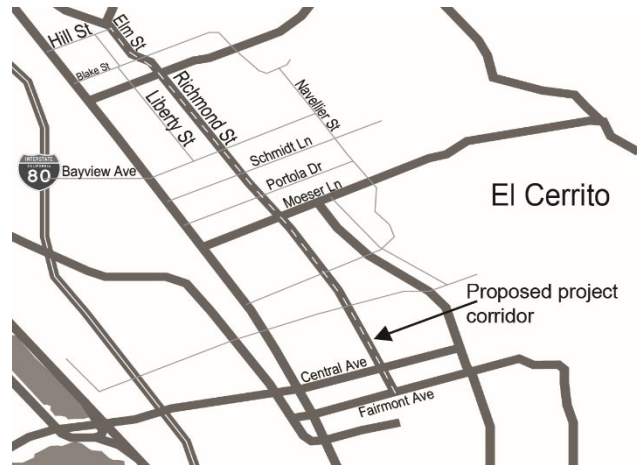 Hill St
Elm St
Blake St
Richmond St
Liberty St
Navellier St
INTERSTATE
CALIFORNIA
80
Bayview Ave
Schmidt Ln
Portola Dr
Moeser Ln
El Cerrito
Proposed project
corridor
Central Ave
Fairmont Ave